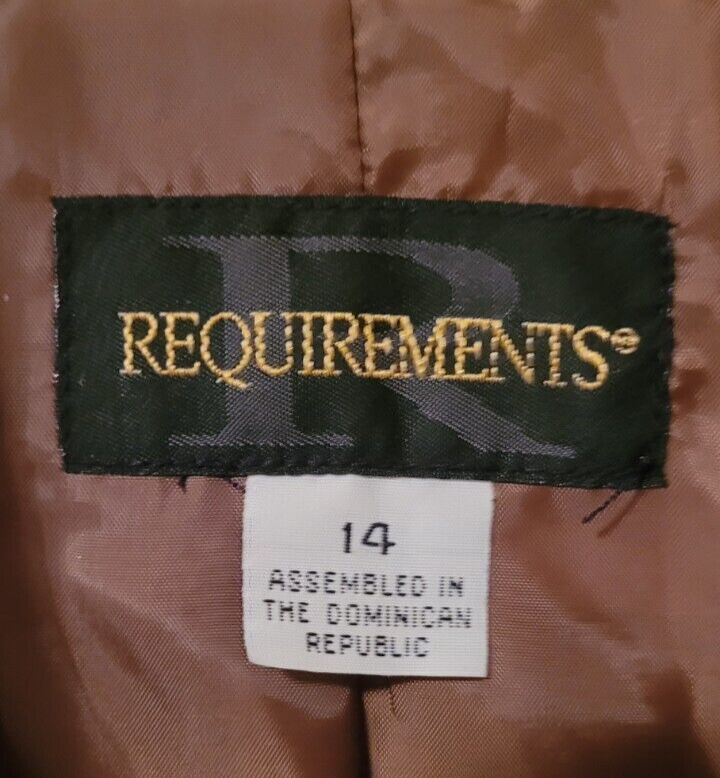 R
REQUIREMENTS®
14
ASSEMBLED IN
THE DOMINICAN
REPUBLIC